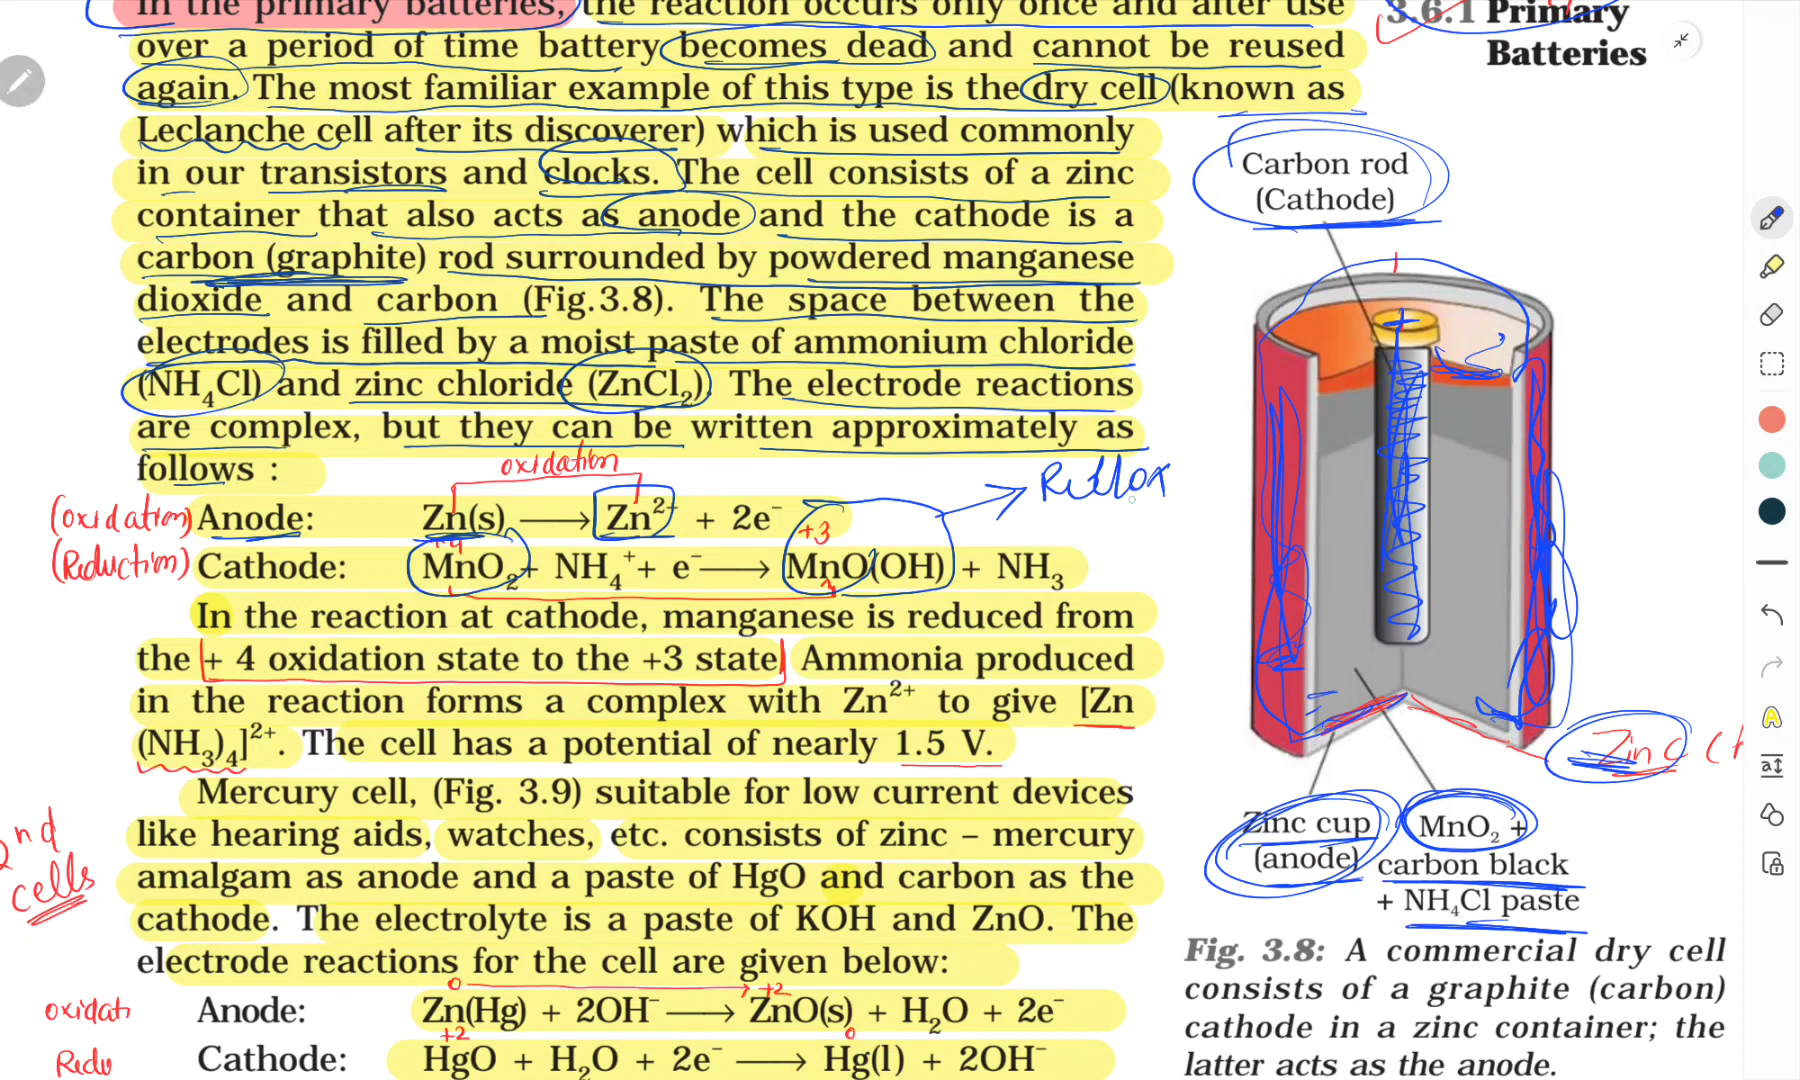 In the primary batteries, the reaction occurs only once and after use
over a period of time battery becomes dead and cannot be reused
again. The most familiar example of this type is the dry cell (known as
Leclanche cell after its discoverer) which is used commonly
in our transistors and clocks. The cell consists of a zinc
container that also acts as anode and the cathode is a
carbon (graphite) rod surrounded by powdered manganese
dioxide and carbon (Fig.3.8). The space between the
electrodes is filled by a moist paste of ammonium chloride
(NH₄Cl) and zinc chloride (ZnCl₂). The electrode reactions
are complex, but they can be written approximately as
follows :
oxidation
(oxidation) Anode: Zn(s) ⟶ Zn²⁺ + 2e⁻
Redox
+4 +3
(Reduction) Cathode: MnO₂ + NH₄⁺ + e⁻ ⟶ MnO(OH) + NH₃
In the reaction at cathode, manganese is reduced from
the + 4 oxidation state to the +3 state. Ammonia produced
in the reaction forms a complex with Zn²⁺ to give [Zn
(NH₃)₄]²⁺. The cell has a potential of nearly 1.5 V.
2nd
cells
Mercury cell, (Fig. 3.9) suitable for low current devices
like hearing aids, watches, etc. consists of zinc – mercury
amalgam as anode and a paste of HgO and carbon as the
cathode. The electrolyte is a paste of KOH and ZnO. The
electrode reactions for the cell are given below:
0 +2
oxidati Anode: Zn(Hg) + 2OH⁻ ⟶ ZnO(s) + H₂O + 2e⁻
+2 0
Redu Cathode: HgO + H₂O + 2e⁻ ⟶ Hg(l) + 2OH⁻
3.6.1 Primary
Batteries
Carbon rod
(Cathode)
Zinc
Zinc cup
(anode)
MnO₂ +
carbon black
+ NH₄Cl paste
Fig. 3.8: A commercial dry cell
consists of a graphite (carbon)
cathode in a zinc container; the
latter acts as the anode.